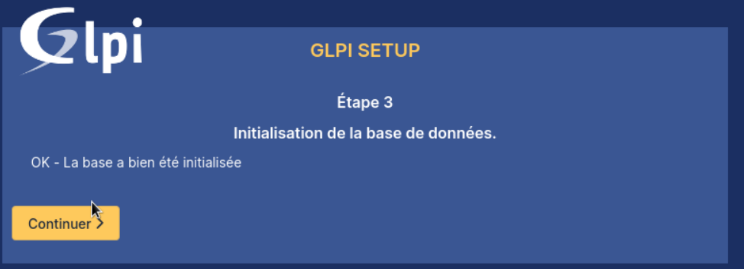 Glpi
GLPI SETUP
Étape 3
Initialisation de la base de données.
OK - La base a bien été initialisée
Continuer >